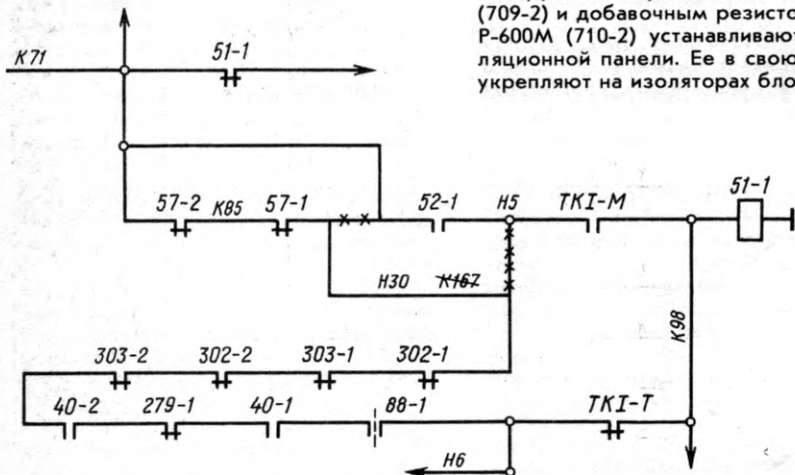 (709-2) и добавочным резисто
Р-600М (710-2) устанавливают
ляционной панели. Ее в свою
укрепляют на изоляторах бло
К71
51-1
57-2
К85
57-1
52-1
Н5
ТКI-М
51-1
Н30
К167
К98
303-2
302-2
303-1
302-1
40-2
279-1
40-1
88-1
ТКI-Т
Н6